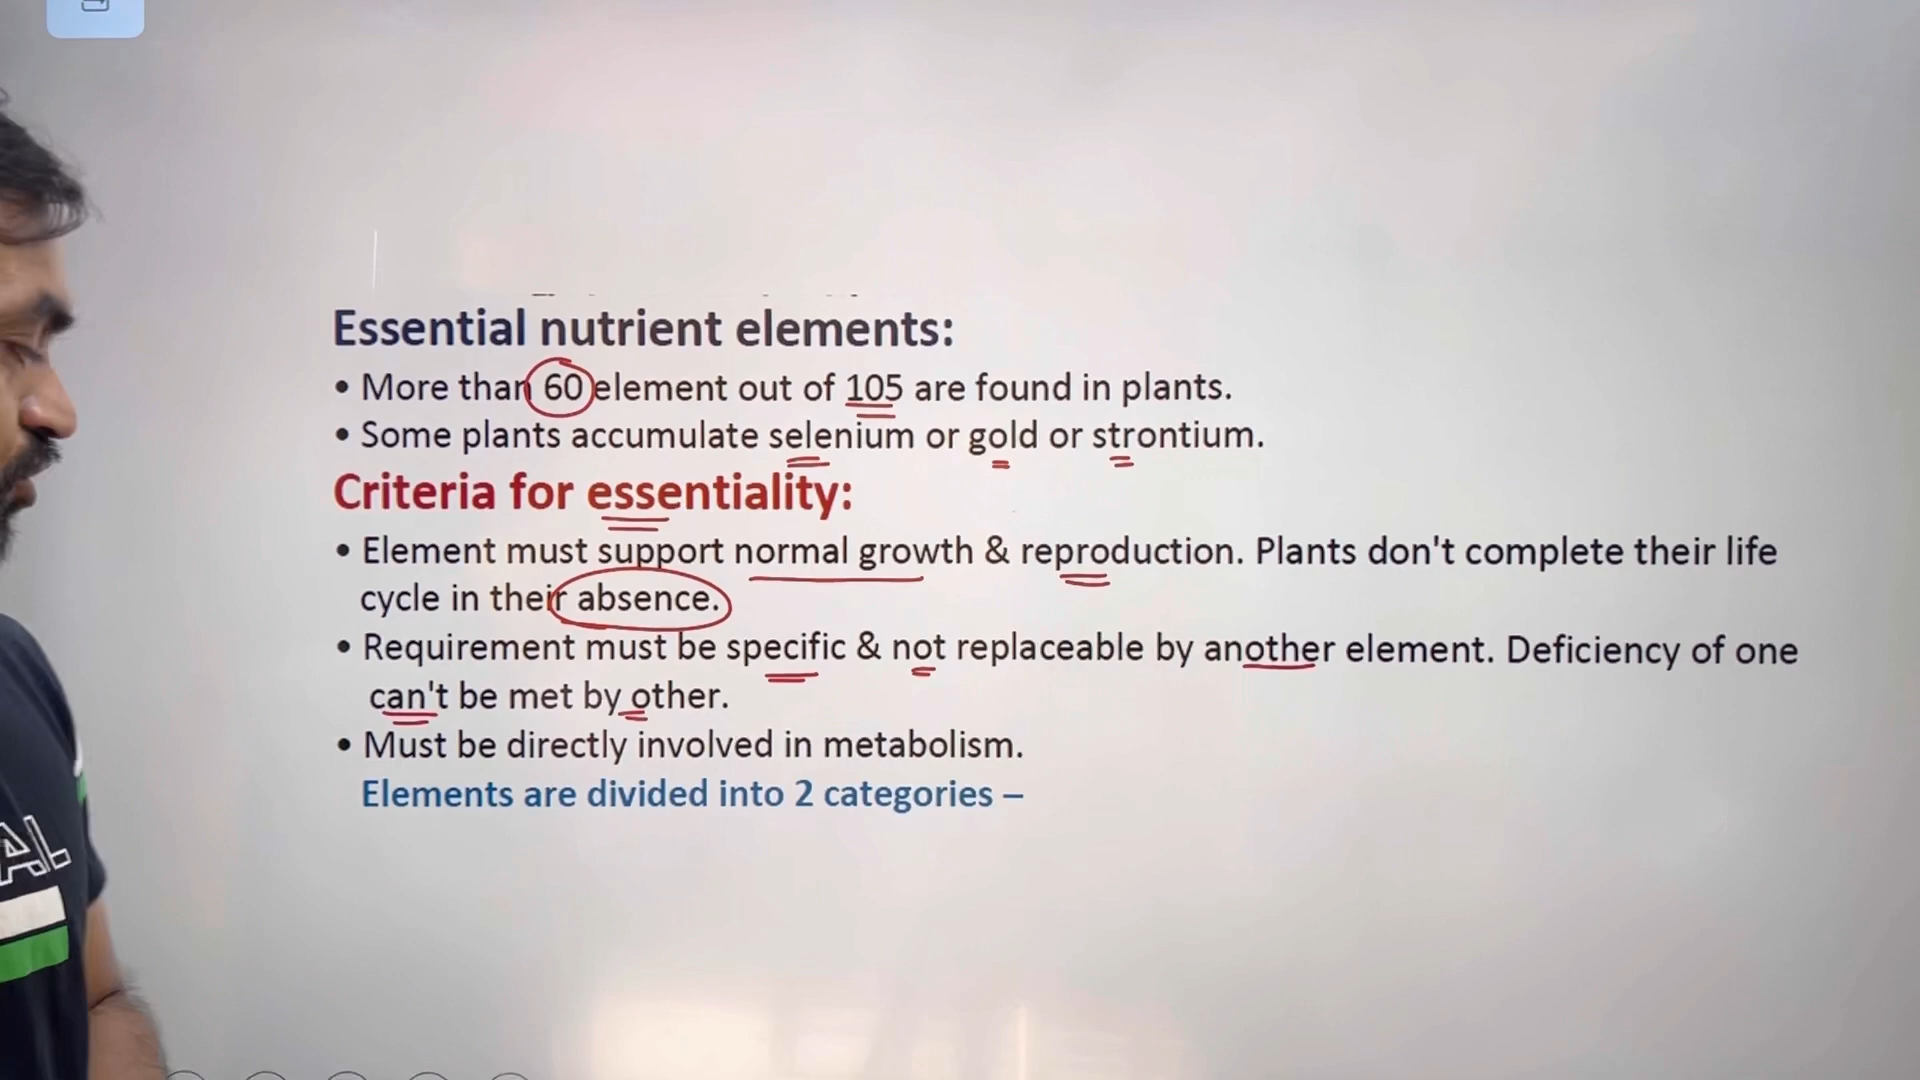 Essential nutrient elements:
• More than 60 element out of 105 are found in plants.
• Some plants accumulate selenium or gold or strontium.
Criteria for essentiality:
• Element must support normal growth & reproduction. Plants don't complete their life
cycle in their absence.
• Requirement must be specific & not replaceable by another element. Deficiency of one
can't be met by other.
• Must be directly involved in metabolism.
Elements are divided into 2 categories –
AL